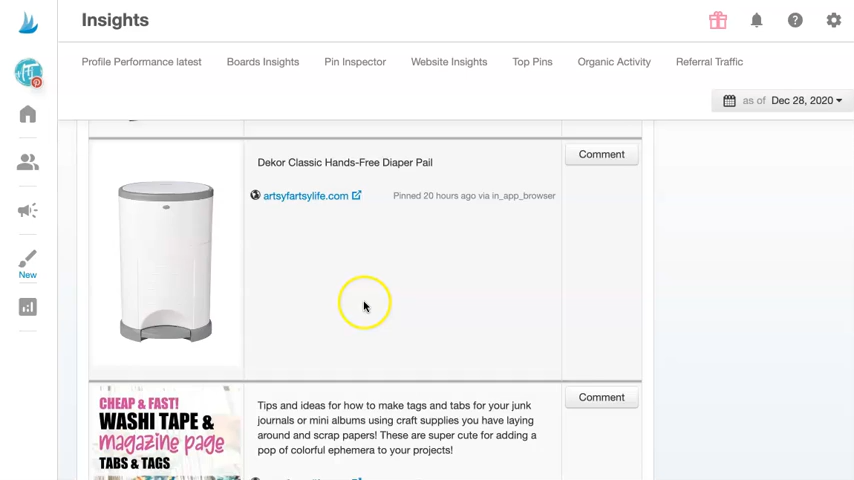 Insights
Profile Performance latest
Boards Insights
Pin Inspector
Website Insights
Top Pins
Organic Activity
Referral Traffic
as of Dec 28, 2020
New
Dekor Classic Hands-Free Diaper Pail
Comment
artsyfartsylife.com
Pinned 20 hours ago via in_app_browser
CHEAP & FAST!
WASHI TAPE &
magazine page
TABS & TAGS
Tips and ideas for how to make tags and tabs for your junk
journals or mini albums using craft supplies you have laying
around and scrap papers! These are super cute for adding a
pop of colorful ephemera to your projects!
Comment